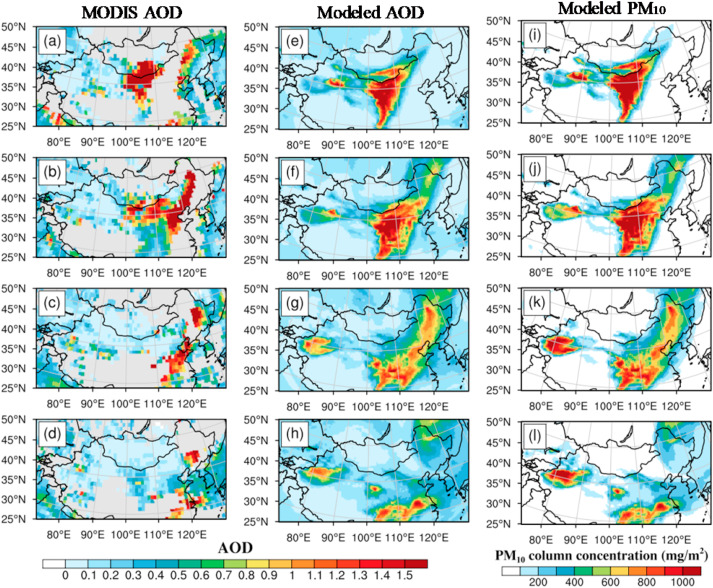 MODIS AOD Modeled AOD Modeled PM₁₀
50°N (a) 50°N (e) 50°N (i)
45°N 45°N 45°N
40°N 40°N 40°N
35°N 35°N 35°N
30°N 30°N 30°N
25°N 25°N 25°N
80°E 90°E 100°E 110°E 120°E 80°E 90°E 100°E 110°E 120°E 80°E 90°E 100°E 110°E 120°E
50°N (b) 50°N (f) 50°N (j)
45°N 45°N 45°N
40°N 40°N 40°N
35°N 35°N 35°N
30°N 30°N 30°N
25°N 25°N 25°N
80°E 90°E 100°E 110°E 120°E 80°E 90°E 100°E 110°E 120°E 80°E 90°E 100°E 110°E 120°E
50°N (c) 50°N (g) 50°N (k)
45°N 45°N 45°N
40°N 40°N 40°N
35°N 35°N 35°N
30°N 30°N 30°N
25°N 25°N 25°N
80°E 90°E 100°E 110°E 120°E 80°E 90°E 100°E 110°E 120°E 80°E 90°E 100°E 110°E 120°E
50°N (d) 50°N (h) 50°N (l)
45°N 45°N 45°N
40°N 40°N 40°N
35°N 35°N 35°N
30°N 30°N 30°N
25°N 25°N 25°N
80°E 90°E 100°E 110°E 120°E 80°E 90°E 100°E 110°E 120°E 80°E 90°E 100°E 110°E 120°E
AOD PM₁₀ column concentration (mg/m²)
0 0.1 0.2 0.3 0.4 0.5 0.6 0.7 0.8 0.9 1 1.1 1.2 1.3 1.4 1.5 200 400 600 800 1000